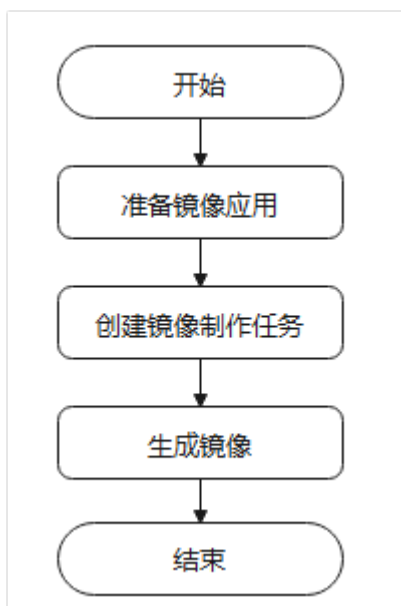 开始
准备镜像应用
创建镜像制作任务
生成镜像
结束